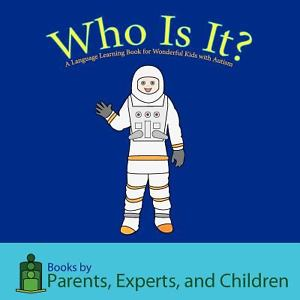 Who Is It?
A Language Learning Book for Wonderful Kids with Autism
Books by
Parents, Experts, and Children